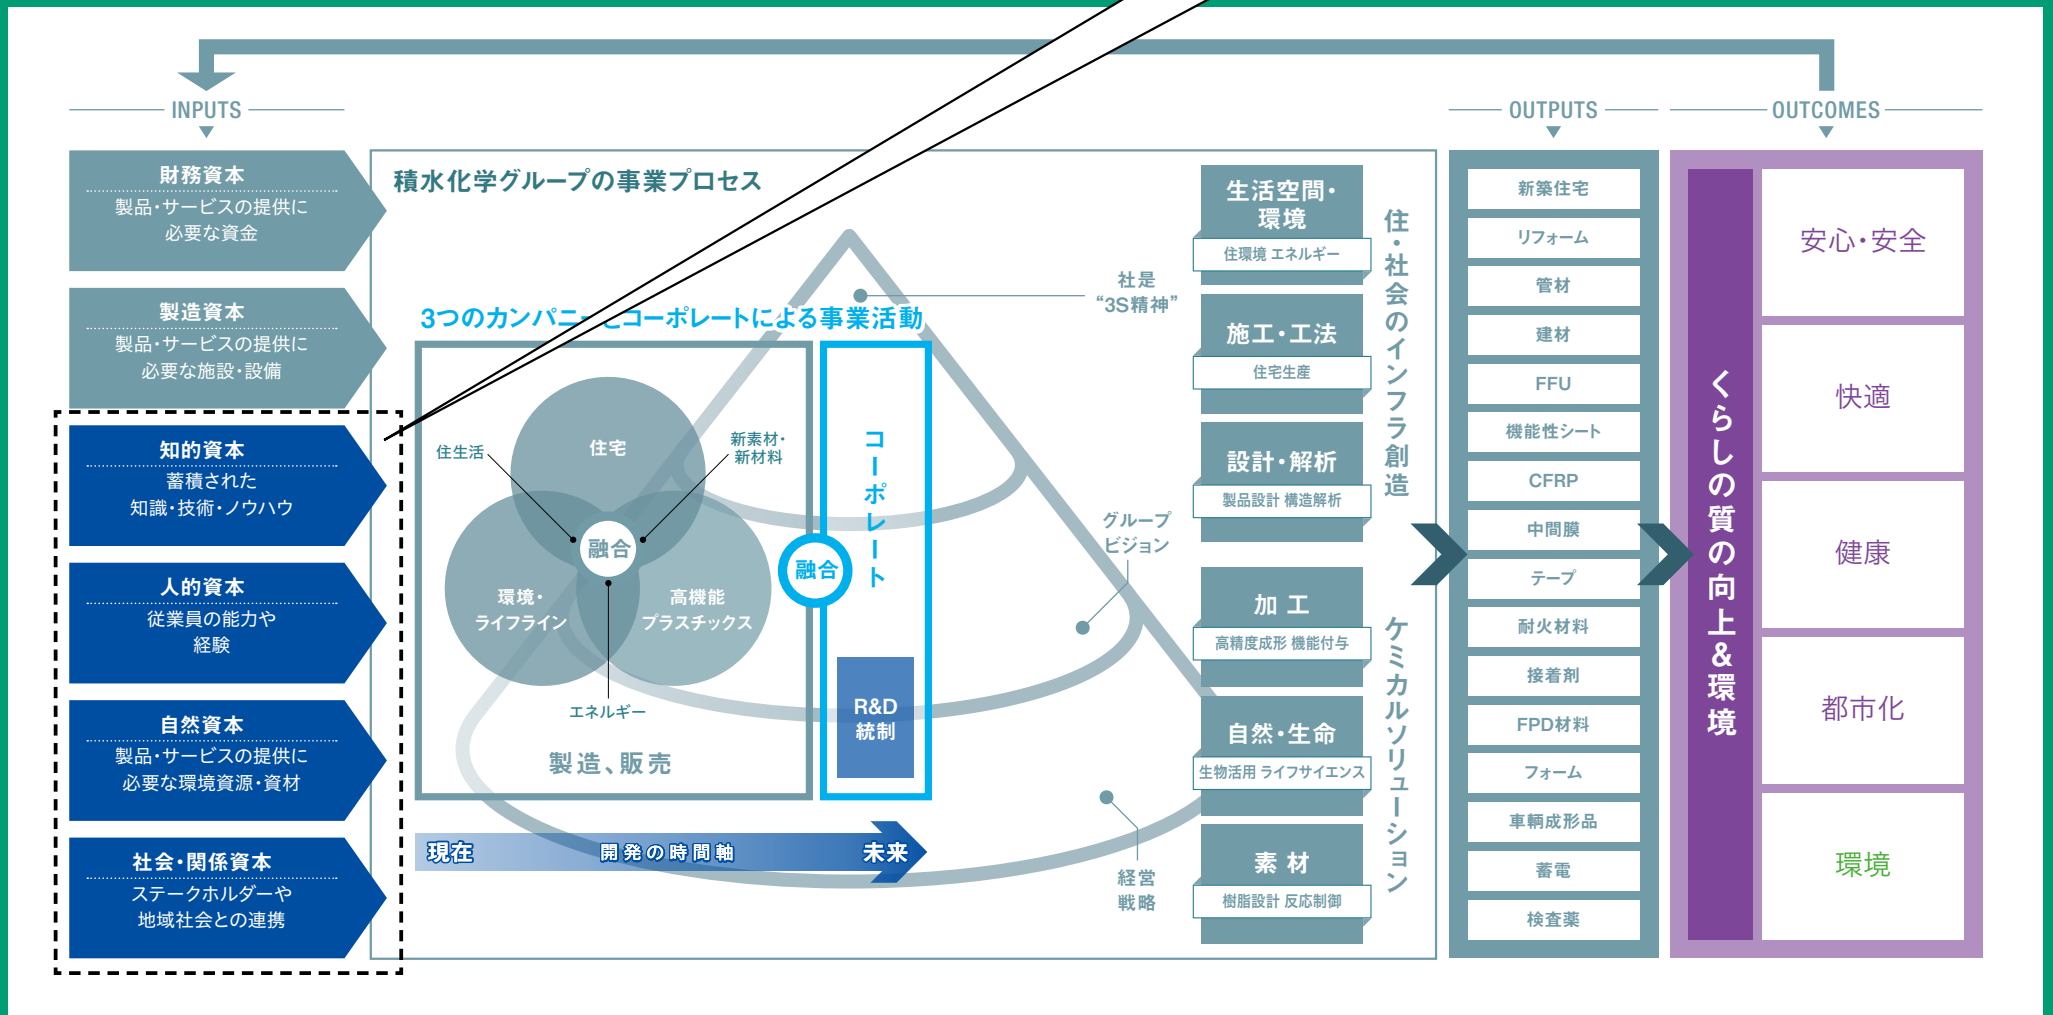 INPUTS
財務資本
製品・サービスの提供に
必要な資金
製造資本
製品・サービスの提供に
必要な施設・設備
知的資本
蓄積された
知識・技術・ノウハウ
人的資本
従業員の能力や
経験
自然資本
製品・サービスの提供に
必要な環境資源・資材
社会・関係資本
ステークホルダーや
地域社会との連携
積水化学グループの事業プロセス
3つのカンパニーとコーポレートによる事業活動
住宅
住生活
新素材・
新材料
融合
環境・
ライフライン
高機能
プラスチックス
エネルギー
製造、販売
融合
コーポレート
R&D
統制
現在
開発の時間軸
未来
社是
“3S精神”
グループ
ビジョン
経営
戦略
生活空間・
環境
住環境 エネルギー
施工・工法
住宅生産
設計・解析
製品設計 構造解析
住・社会のインフラ創造
加工
高精度成形 機能付与
自然・生命
生物活用 ライフサイエンス
素材
樹脂設計 反応制御
ケミカルソリューション
OUTPUTS
新築住宅
リフォーム
管材
建材
FFU
機能性シート
CFRP
中間膜
テープ
耐火材料
接着剤
FPD材料
フォーム
車輌成形品
蓄電
検査薬
OUTCOMES
くらしの質の向上&環境
安心・安全
快適
健康
都市化
環境